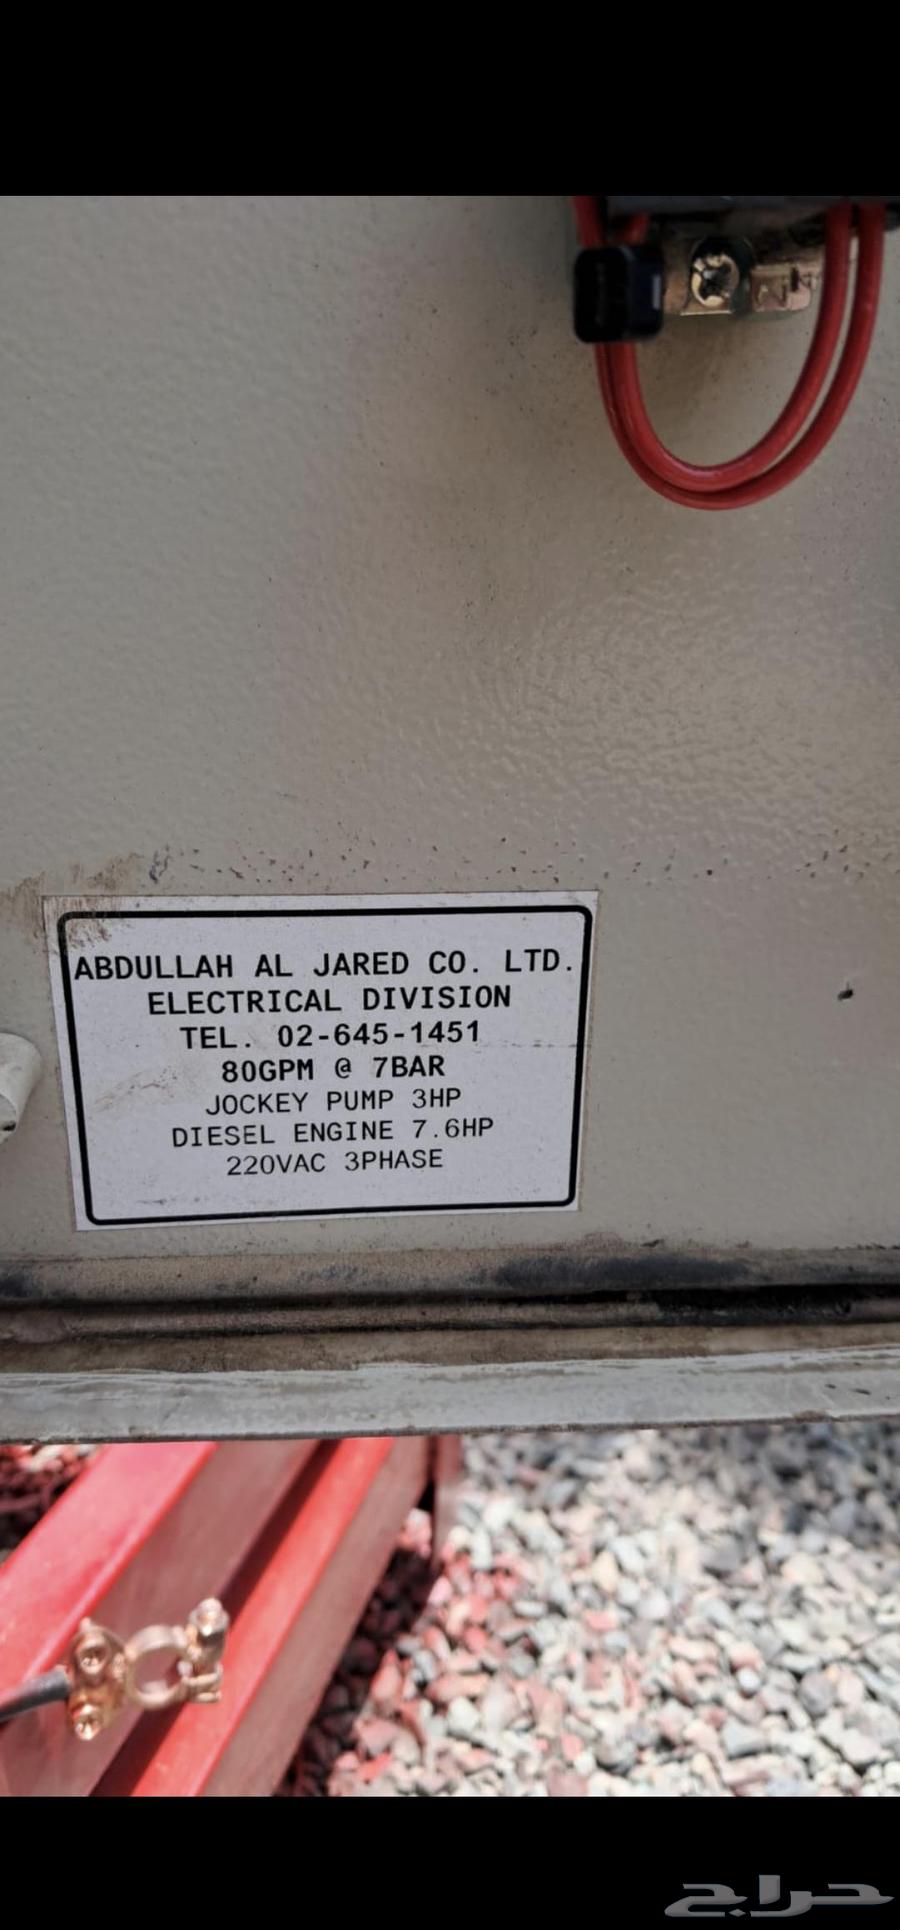 ABDULLAH AL JARED CO. LTD.
ELECTRICAL DIVISION
TEL. 02-645-1451
80GPM @ 7BAR
JOCKEY PUMP 3HP
DIESEL ENGINE 7.6HP
220VAC 3PHASE
حراج